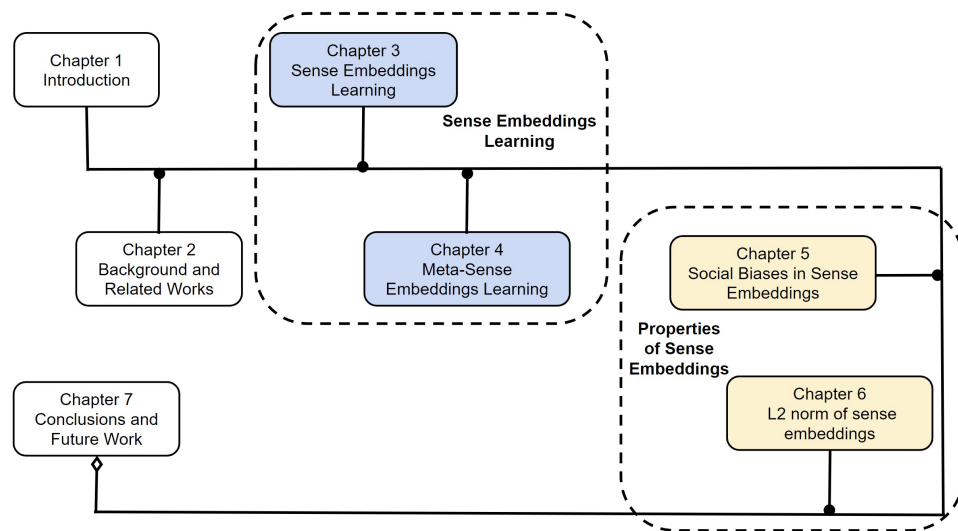 Chapter 1
Introduction
Chapter 3
Sense Embeddings
Learning
Sense Embeddings
Learning
Chapter 2
Background and
Related Works
Chapter 4
Meta-Sense
Embeddings Learning
Chapter 5
Social Biases in Sense
Embeddings
Properties
of Sense
Embeddings
Chapter 6
L2 norm of sense
embeddings
Chapter 7
Conclusions and
Future Work